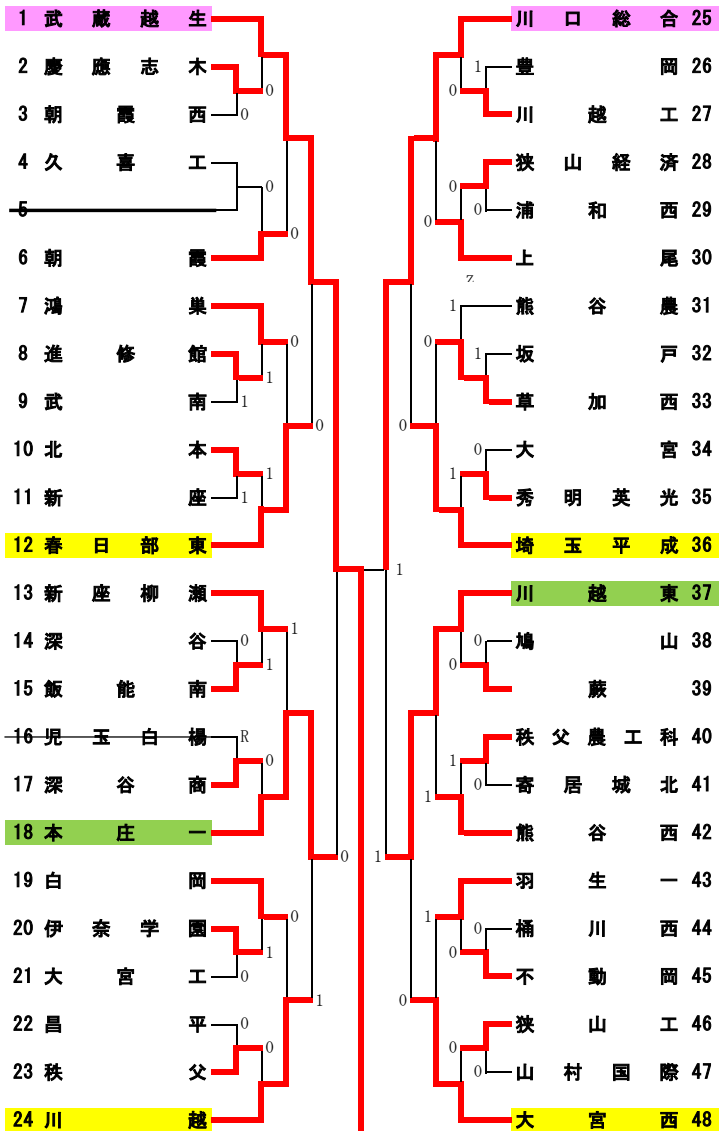 1 武蔵越生
2 慶應志木
0
3 朝霞西
0
4 久喜工
0
5
0
6 朝霞
7 鴻巣
0
8 進修館
1
9 武南
1
0
10 北本
1
11 新座
1
12 春日部東
13 新座柳瀬
1
14 深谷
0
1
15 飯能南
16 児玉白楊
R
0
17 深谷商
18 本庄一
0
19 白岡
0
20 伊奈学園
1
21 大宮工
0
1
22 昌平
0
0
23 秩父
24 川越
川口総合 25
1
豊岡 26
0
川越工 27
狭山経済 28
0
0
浦和西 29
0
上尾 30
z
1
熊谷農 31
0
1
坂戸 32
草加西 33
0
0
大宮 34
1
秀明英光 35
埼玉平成 36
1
川越東 37
0
鳩山 38
0
蕨 39
秩父農工科 40
1
0
寄居城北 41
1
熊谷西 42
1
羽生一 43
1
0
桶川西 44
0
不動岡 45
0
狭山工 46
0
0
山村国際 47
大宮西 48